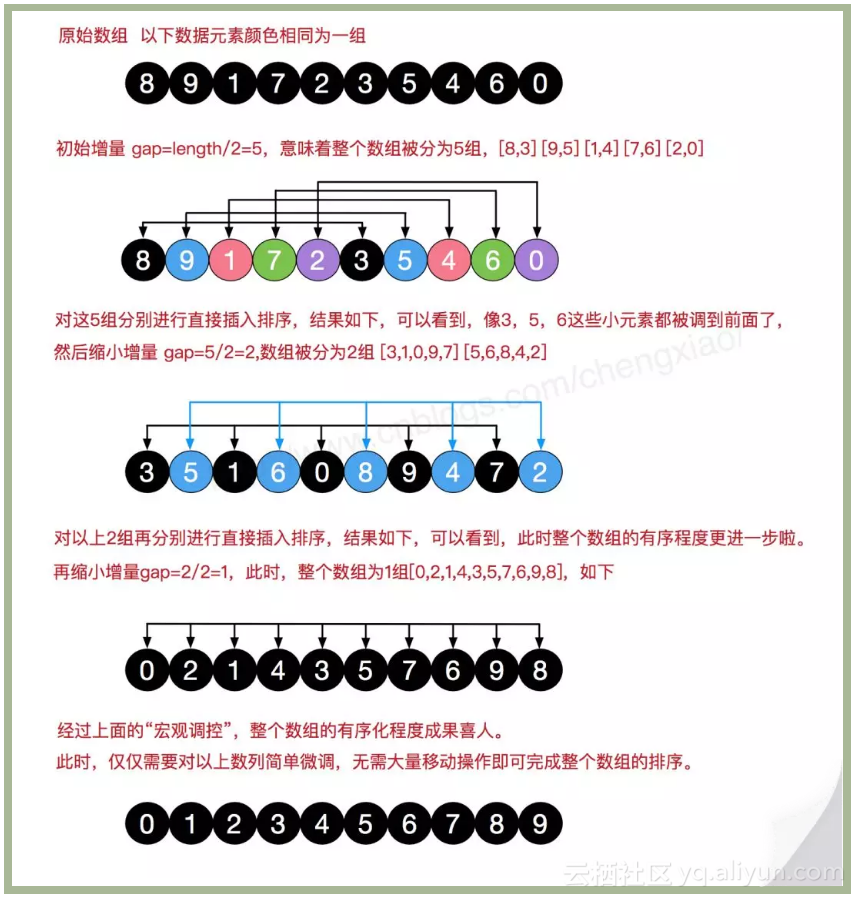 原始数组 以下数据元素颜色相同为一组
8 9 1 7 2 3 5 4 6 0
初始增量 gap=length/2=5，意味着整个数组被分为5组，[8,3] [9,5] [1,4] [7,6] [2,0]
8 9 1 7 2 3 5 4 6 0
对这5组分别进行直接插入排序，结果如下，可以看到，像3，5，6这些小元素都被调到前面了，
然后缩小增量 gap=5/2=2,数组被分为2组 [3,1,0,9,7] [5,6,8,4,2]
www.cnblogs.com/chengxiao/
3 5 1 6 0 8 9 4 7 2
对以上2组再分别进行直接插入排序，结果如下，可以看到，此时整个数组的有序程度更进一步啦。
再缩小增量gap=2/2=1，此时，整个数组为1组[0,2,1,4,3,5,7,6,9,8]，如下
0 2 1 4 3 5 7 6 9 8
经过上面的“宏观调控”，整个数组的有序化程度成果喜人。
此时，仅仅需要对以上数列简单微调，无需大量移动操作即可完成整个数组的排序。
0 1 2 3 4 5 6 7 8 9
云栖社区 yq.aliyun.com